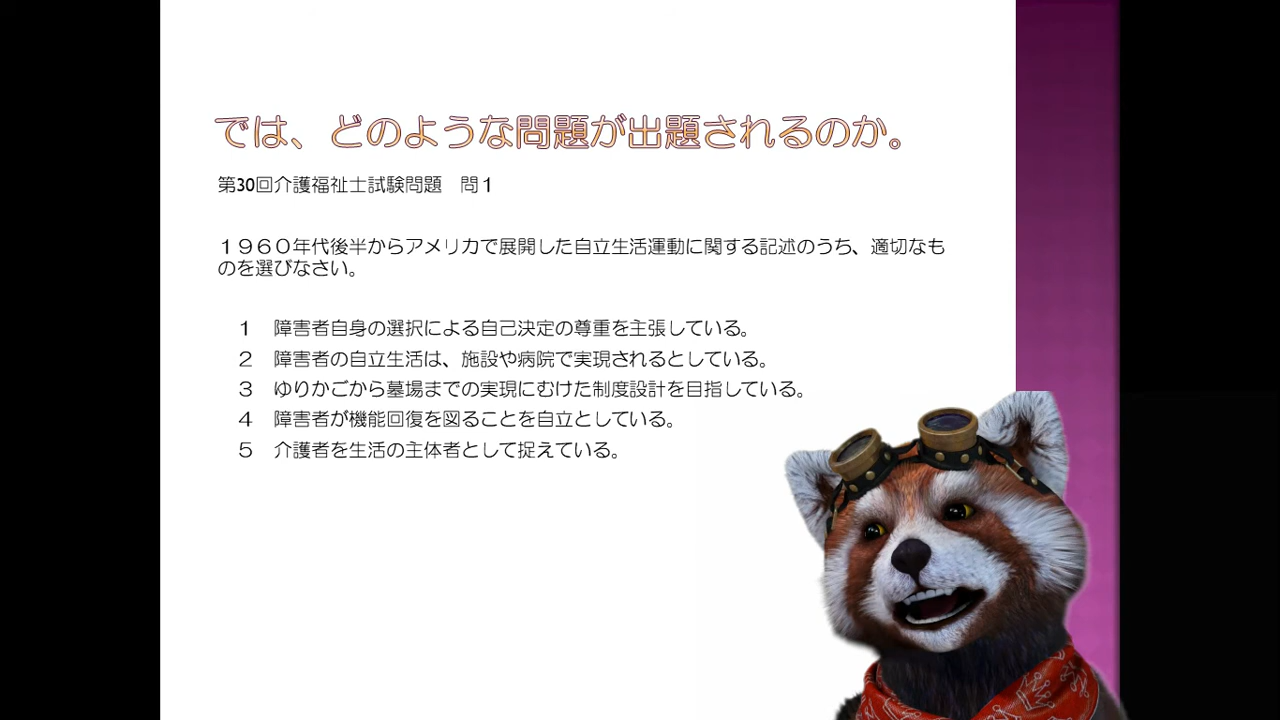 では、どのような問題が出題されるのか。
第30回介護福祉士試験問題　問１
１９６０年代後半からアメリカで展開した自立生活運動に関する記述のうち、適切なも
のを選びなさい。
１　障害者自身の選択による自己決定の尊重を主張している。
２　障害者の自立生活は、施設や病院で実現されるとしている。
３　ゆりかごから墓場までの実現にむけた制度設計を目指している。
４　障害者が機能回復を図ることを自立としている。
５　介護者を生活の主体者として捉えている。